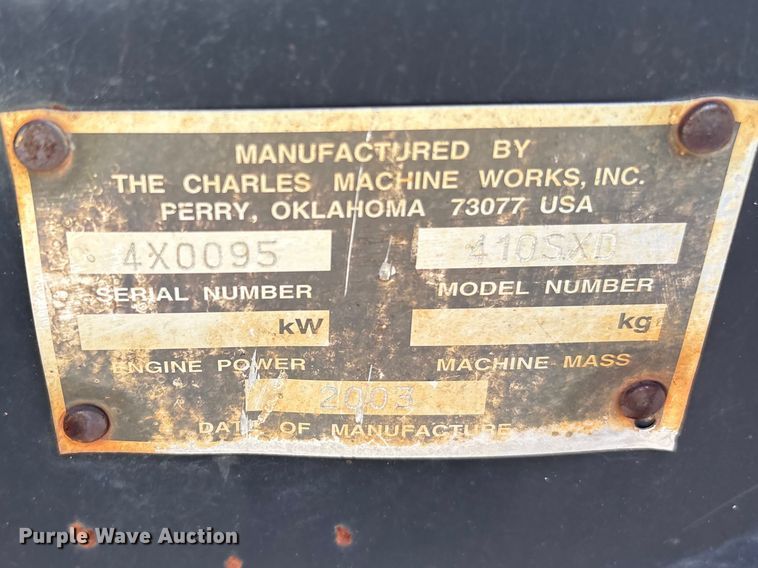 MANUFACTURED BY
THE CHARLES MACHINE WORKS, INC.
PERRY, OKLAHOMA 73077 USA
4X0095 410SXD
SERIAL NUMBER MODEL NUMBER
kW kg
ENGINE POWER MACHINE MASS
2003
DATE OF MANUFACTURE
Purple Wave Auction